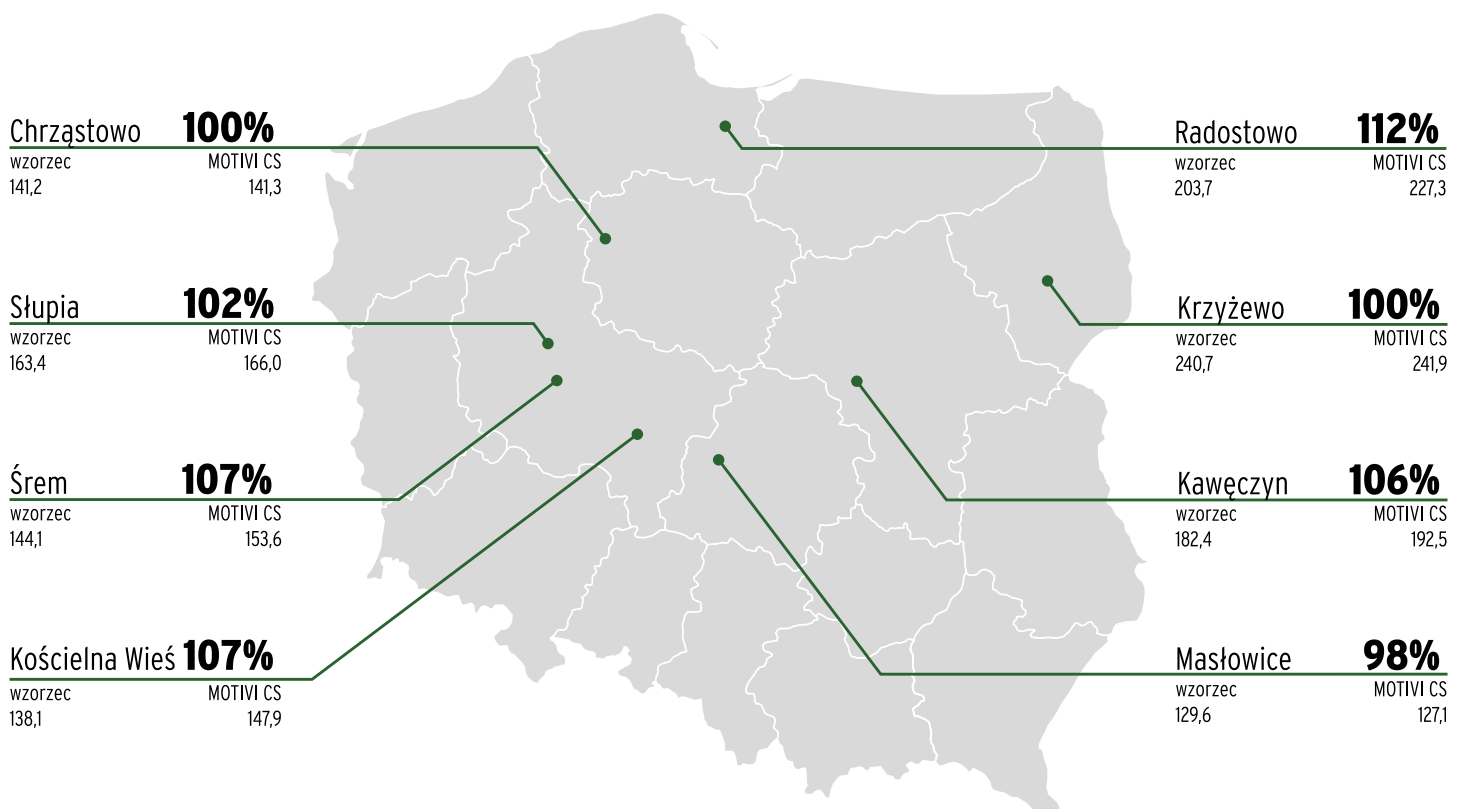 Chrząstowo 100%
wzorzec MOTIVI CS
141,2 141,3
Słupia 102%
wzorzec MOTIVI CS
163,4 166,0
Śrem 107%
wzorzec MOTIVI CS
144,1 153,6
Kościelna Wieś 107%
wzorzec MOTIVI CS
138,1 147,9
Radostowo 112%
wzorzec MOTIVI CS
203,7 227,3
Krzyżewo 100%
wzorzec MOTIVI CS
240,7 241,9
Kawęczyn 106%
wzorzec MOTIVI CS
182,4 192,5
Masłowice 98%
wzorzec MOTIVI CS
129,6 127,1